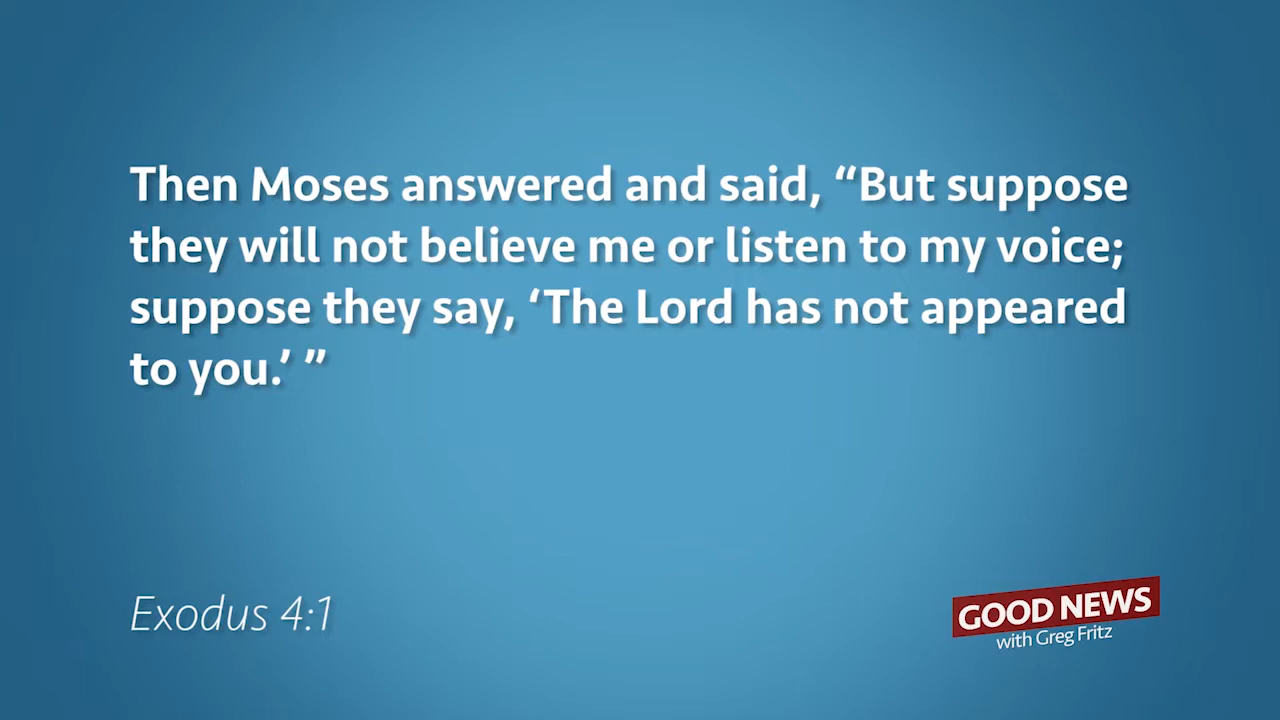 Then Moses answered and said, “But suppose
they will not believe me or listen to my voice;
suppose they say, ‘The Lord has not appeared
to you.’ ”
Exodus 4:1
GOOD NEWS
with Greg Fritz